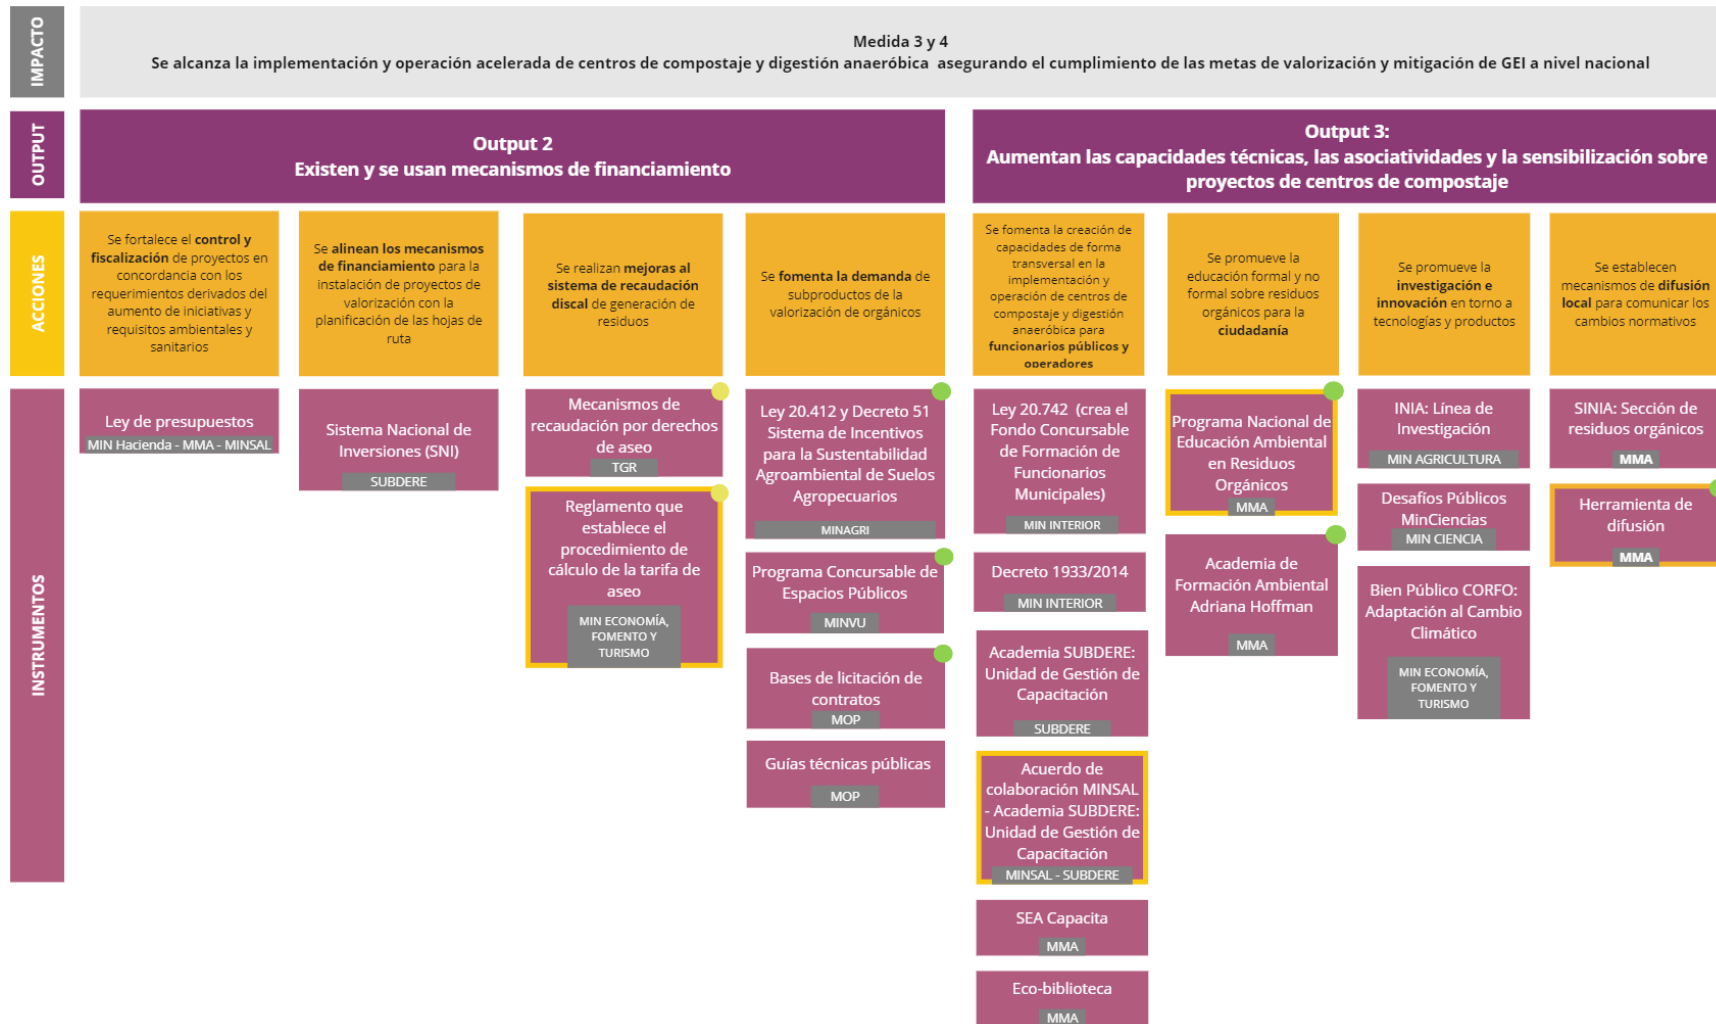 IMPACTO
Medida 3 y 4
Se alcanza la implementación y operación acelerada de centros de compostaje y digestión anaeróbica asegurando el cumplimiento de las metas de valorización y mitigación de GEI a nivel nacional
OUTPUT
Output 2
Existen y se usan mecanismos de financiamiento
Output 3:
Aumentan las capacidades técnicas, las asociatividades y la sensibilización sobre
proyectos de centros de compostaje
ACCIONES
Se fortalece el control y
fiscalización de proyectos en
concordancia con los
requerimientos derivados del
aumento de iniciativas y
requisitos ambientales y
sanitarios
Se alinean los mecanismos
de financiamiento para la
instalación de proyectos de
valorización con la
planificación de las hojas de
ruta
Se realizan mejoras al
sistema de recaudación
discal de generación de
residuos
Se fomenta la demanda de
subproductos de la
valorización de orgánicos
Se fomenta la creación de
capacidades de forma
transversal en la
implementación y
operación de centros de
compostaje y digestión
anaeróbica para
funcionarios públicos y
operadores
Se promueve la
educación formal y no
formal sobre residuos
orgánicos para la
ciudadanía
Se promueve la
investigación e
innovación en torno a
tecnologías y productos
Se establecen
mecanismos de difusión
local para comunicar los
cambios normativos
INSTRUMENTOS
Ley de presupuestos
MIN Hacienda - MMA - MINSAL
Sistema Nacional de
Inversiones (SNI)
SUBDERE
Mecanismos de
recaudación por derechos
de aseo
TGR
Reglamento que
establece el
procedimiento de
cálculo de la tarifa de
aseo
MIN ECONOMÍA,
FOMENTO Y
TURISMO
Ley 20.412 y Decreto 51
Sistema de Incentivos
para la Sustentabilidad
Agroambiental de Suelos
Agropecuarios
MINAGRI
Programa Concursable de
Espacios Públicos
MINVU
Bases de licitación de
contratos
MOP
Guías técnicas públicas
MOP
Ley 20.742 (crea el
Fondo Concursable
de Formación de
Funcionarios
Municipales)
MIN INTERIOR
Decreto 1933/2014
MIN INTERIOR
Academia SUBDERE:
Unidad de Gestión de
Capacitación
SUBDERE
Acuerdo de
colaboración MINSAL
- Academia SUBDERE:
Unidad de Gestión de
Capacitación
MINSAL - SUBDERE
SEA Capacita
MMA
Eco-biblioteca
MMA
Programa Nacional de
Educación Ambiental
en Residuos
Orgánicos
MMA
Academia de
Formación Ambiental
Adriana Hoffman
MMA
INIA: Línea de
Investigación
MIN AGRICULTURA
Desafíos Públicos
MinCiencias
MIN CIENCIA
Bien Público CORFO:
Adaptación al Cambio
Climático
MIN ECONOMÍA,
FOMENTO Y
TURISMO
SINIA: Sección de
residuos orgánicos
MMA
Herramienta de
difusión
MMA